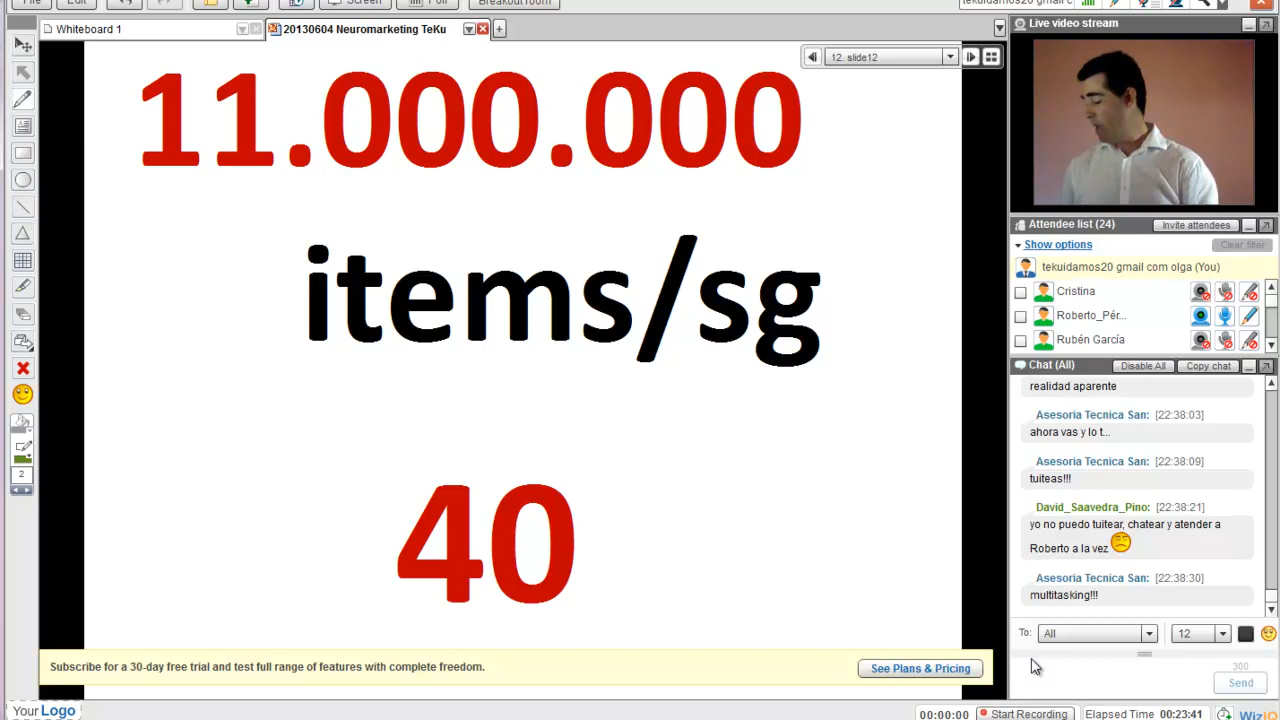 File Edit Screen Poll Breakout room
tekuidamos20 gmail c
Whiteboard 1
20130604 Neuromarketing TeKu
12. slide12
11.000.000
items/sg
40
Subscribe for a 30-day free trial and test full range of features with complete freedom.
See Plans & Pricing
2
Your Logo
Live video stream
Attendee list (24)
Invite attendees
Show options
Clear filter
tekuidamos20 gmail com olga (You)
Cristina
Roberto_Pér...
Rubén García
Chat (All)
Disable All
Copy chat
realidad aparente
Asesoria Tecnica San: [22:38:03]
ahora vas y lo t...
Asesoria Tecnica San: [22:38:09]
tuiteas!!!
David_Saavedra_Pino: [22:38:21]
yo no puedo tuitear, chatear y atender a
Roberto a la vez
Asesoria Tecnica San: [22:38:30]
multitasking!!!
To: All 12
300
Send
00:00:00 Start Recording Elapsed Time 00:23:41 WizIQ